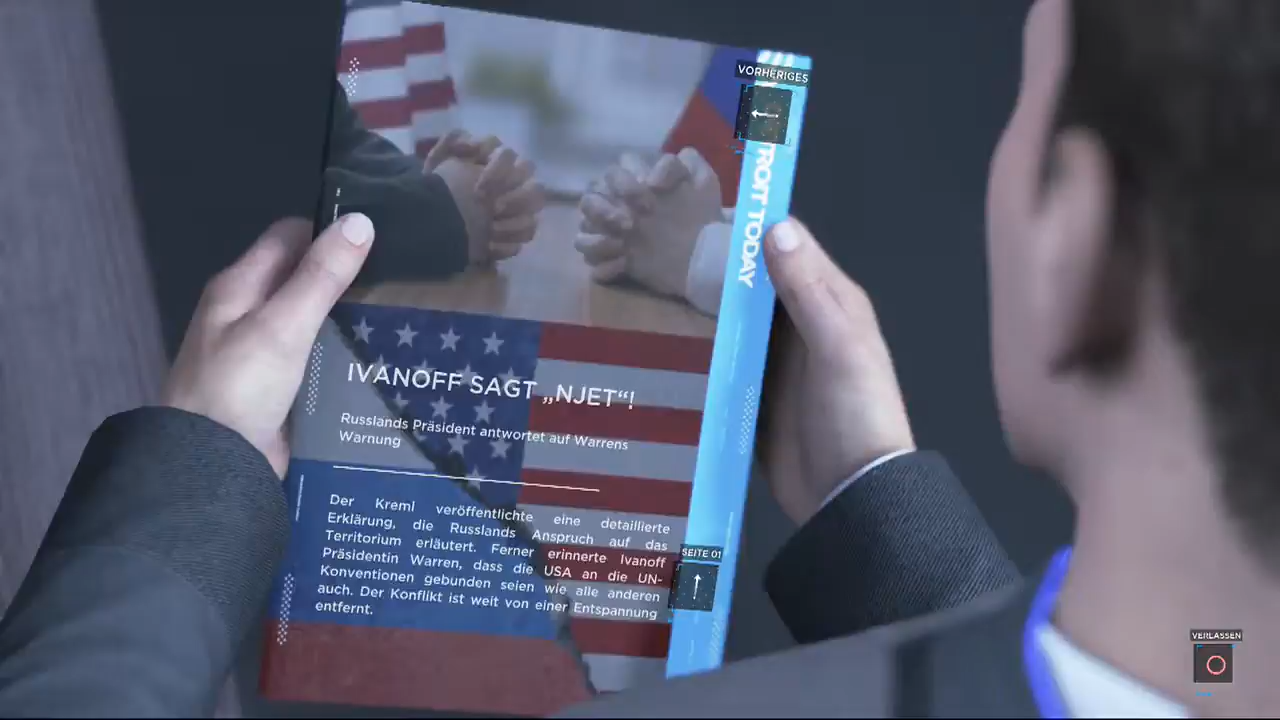 VORHERIGES
TROIT TODAY
IVANOFF SAGT „NJET“!
Russlands Präsident antwortet auf Warrens
Warnung
Der Kreml veröffentlichte eine detaillierte
Erklärung, die Russlands Anspruch auf das
Territorium erläutert. Ferner erinnerte Ivanoff
Präsidentin Warren, dass die USA an die UN-
Konventionen gebunden seien wie alle anderen
auch. Der Konflikt ist weit von einer Entspannung
entfernt.
SEITE 01
VERLASSEN